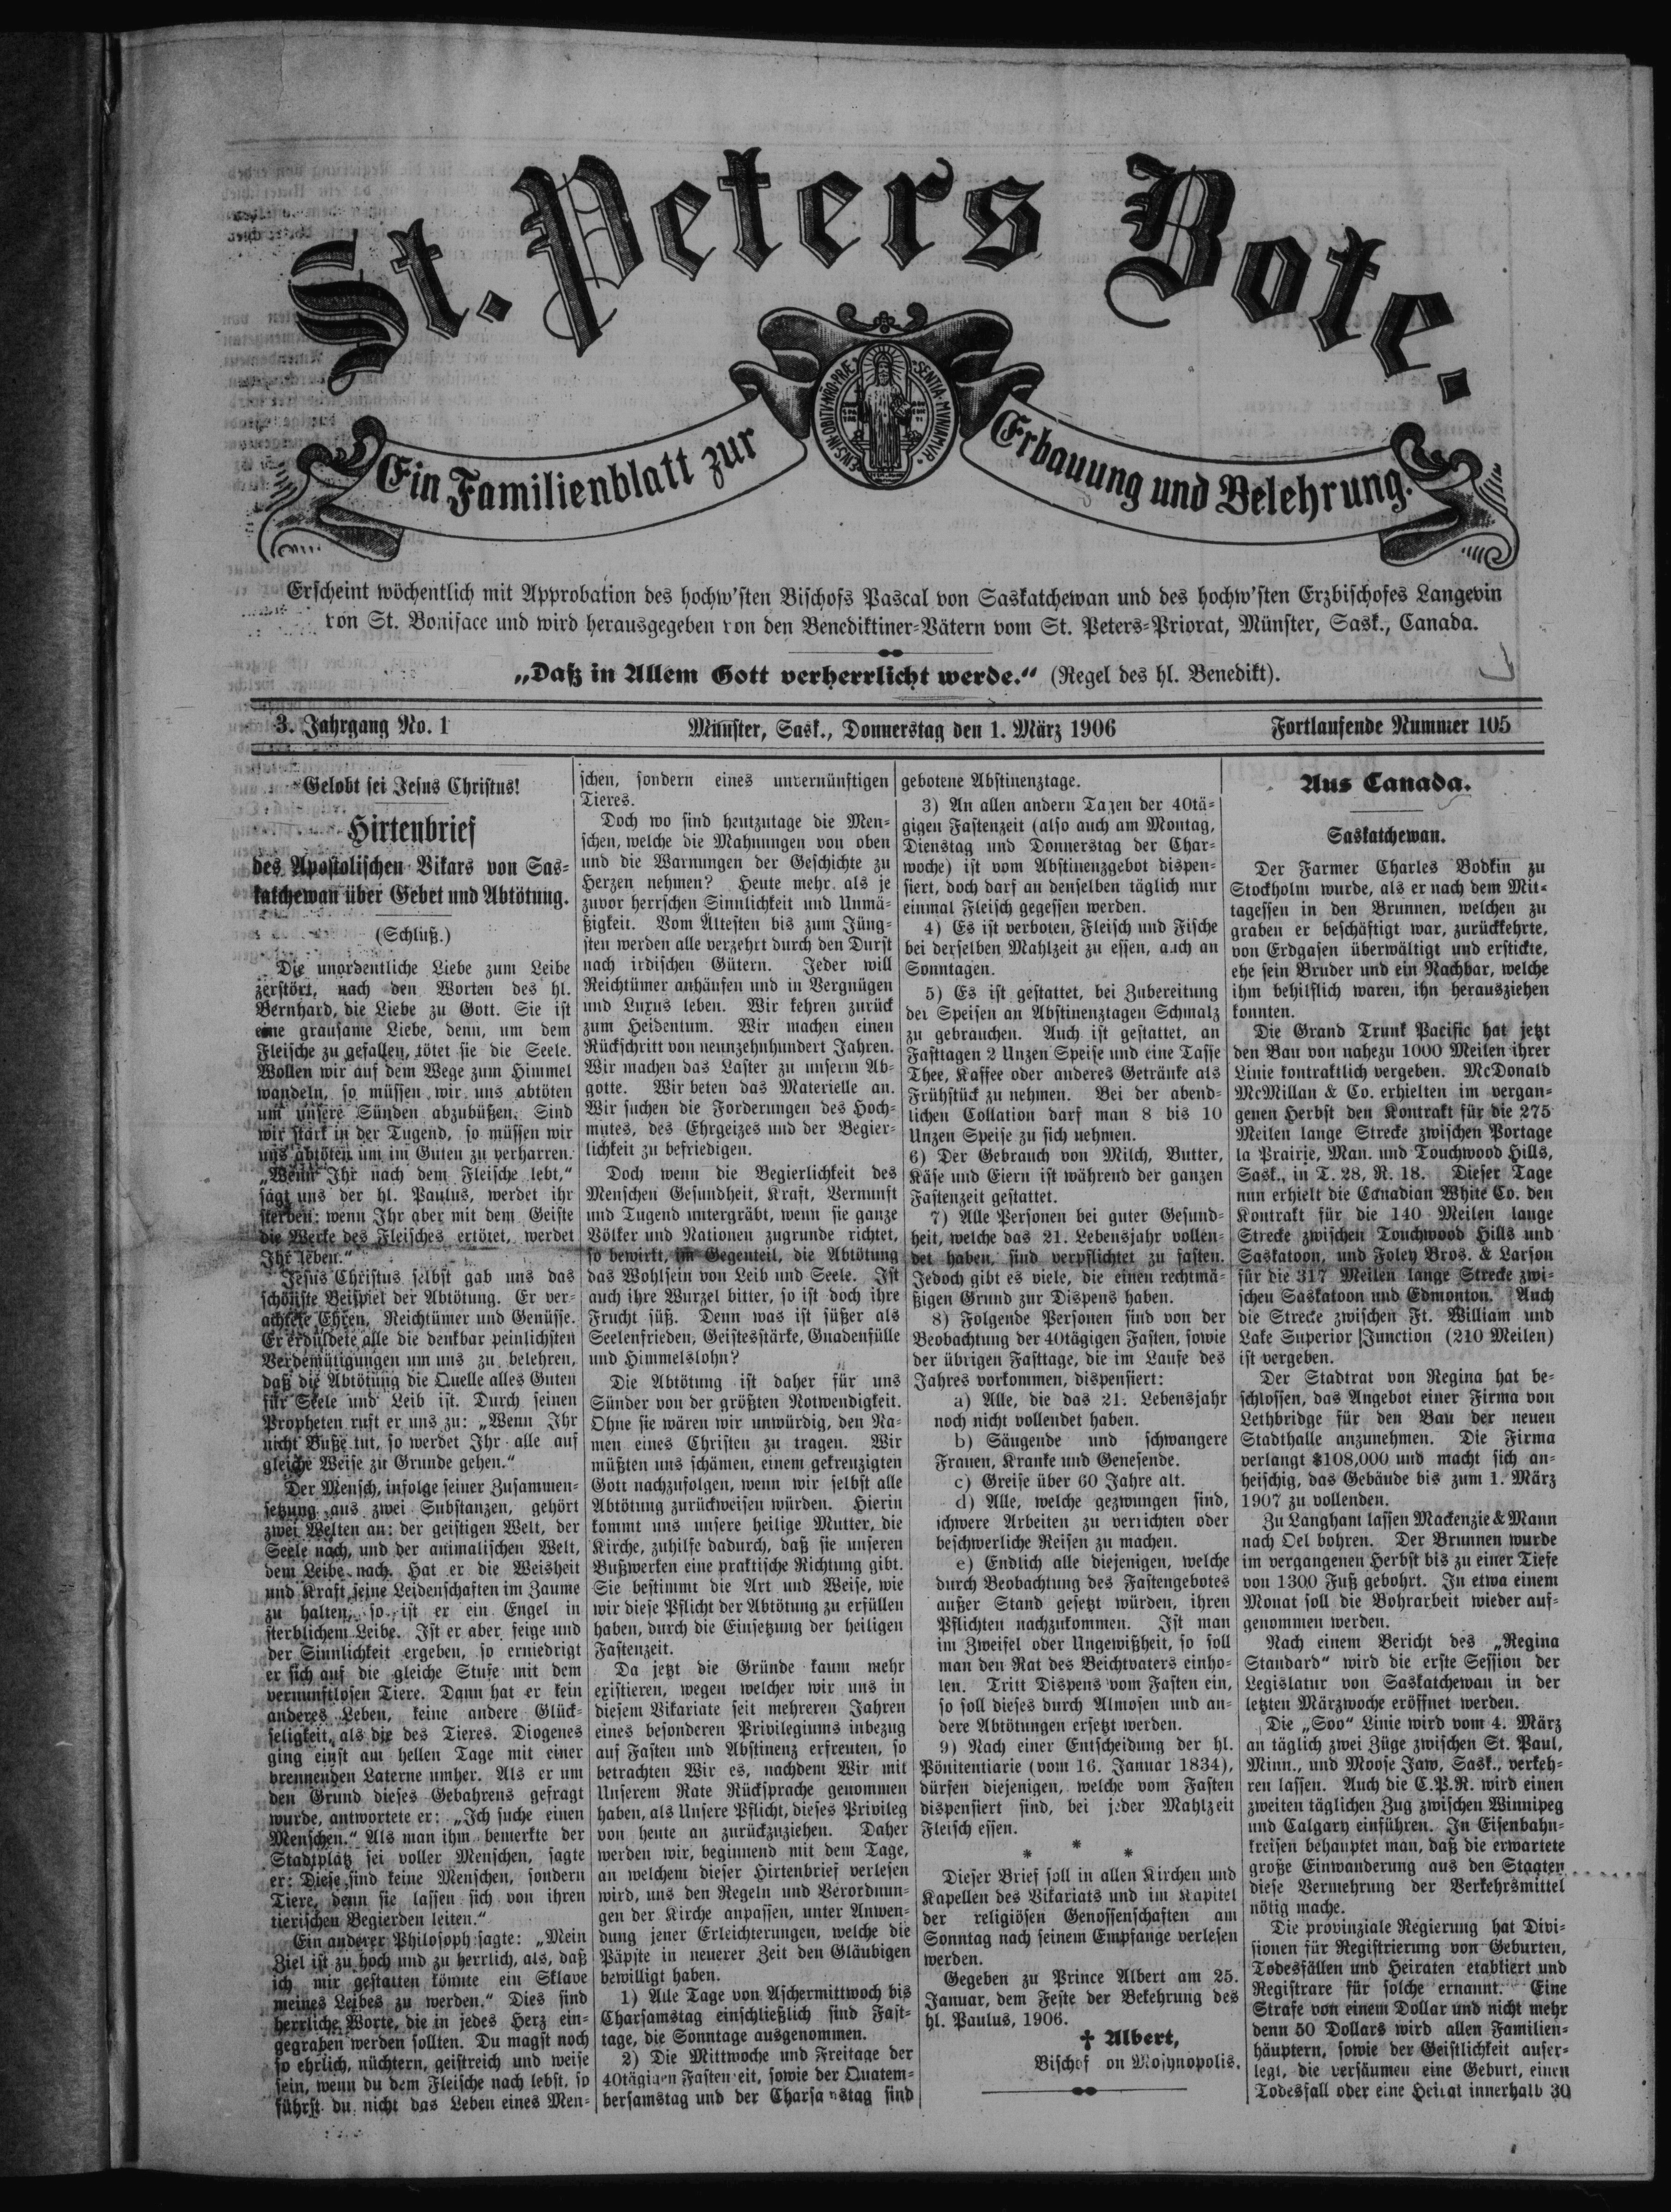 St. Peters Bote.
Ein Familienblatt zur Erbauung und Belehrung.
Erscheint wöchentlich mit Approbation des hochw'sten Bischofs Pascal von Saskatchewan und des hochw'sten Erzbischofes Langevin
von St. Boniface und wird herausgegeben von den Benediktiner-Vätern vom St. Peters-Priorat, Münster, Sask., Canada.
„Daß in Allem Gott verherrlicht werde.“ (Regel des hl. Benedikt).
3. Jahrgang No. 1 Münster, Sask., Donnerstag den 1. März 1906 Fortlaufende Nummer 105
Gelobt sei Jesus Christus!
Hirtenbrief
des Apostolischen Vikars von Sas-
katchewan über Gebet und Abtötung.
(Schluß.)
Die unordentliche Liebe zum Leibe
zerstört, nach den Worten des hl.
Bernhard, die Liebe zu Gott. Sie ist
eine grausame Liebe, denn, um dem
Fleische zu gefallen, tötet sie die Seele.
Wollen wir auf dem Wege zum Himmel
wandeln, so müssen wir uns abtöten
um unsere Sünden abzubüßen. Sind
wir stark in der Tugend, so müssen wir
uns abtöten um im Guten zu verharren.
„Wenn Ihr nach dem Fleische lebt,“
sagt uns der hl. Paulus, werdet ihr
sterben: wenn Ihr aber mit dem Geiste
die Werke des Fleisches ertötet, werdet
Ihr leben.“
Jesus Christus selbst gab uns das
schönste Beispiel der Abtötung. Er ver-
achtete Ehren, Reichtümer und Genüsse.
Er erduldete alle die denkbar peinlichsten
Verdemütigungen um uns zu belehren,
daß die Abtötung die Quelle alles Guten
für Seele und Leib ist. Durch seinen
Propheten ruft er uns zu: „Wenn Ihr
nicht Buße tut, so werdet Ihr alle auf
gleiche Weise zu Grunde gehen.“
Der Mensch, infolge seiner Zusammen-
setzung aus zwei Substanzen, gehört
zwei Welten an: der geistigen Welt, der
Seele nach, und der animalischen Welt,
dem Leibe nach. Hat er die Weisheit
und Kraft seine Leidenschaften im Zaume
zu halten, so ist er ein Engel in
sterblichem Leibe. Ist er aber feige und
der Sinnlichkeit ergeben, so erniedrigt
er sich auf die gleiche Stufe mit dem
vernunftlosen Tiere. Dann hat er kein
anderes Leben, keine andere Glück-
seligkeit, als die des Tieres. Diogenes
ging einst am hellen Tage mit einer
brennenden Laterne umher. Als er um
den Grund dieses Gebahrens gefragt
wurde, antwortete er: „Ich suche einen
Menschen.“ Als man ihm bemerkte der
Stadtplatz sei voller Menschen, sagte
er: Diese sind keine Menschen, sondern
Tiere, denn sie lassen sich von ihren
tierischen Begierden leiten.“
Ein anderer Philosoph sagte: „Mein
Ziel ist zu hoch und zu herrlich, als, daß
ich mir gestatten könnte ein Sklave
meines Leibes zu werden.“ Dies sind
herrliche Worte, die in jedes Herz ein-
gegraben werden sollten. Du magst noch
so ehrlich, nüchtern, geistreich und weise
sein, wenn du dem Fleische nach lebst, so
führst du nicht das Leben eines Men-
schen, sondern eines unvernünftigen
Tieres.
Doch wo sind heutzutage die Men-
schen, welche die Mahnungen von oben
und die Warnungen der Geschichte zu
Herzen nehmen? Heute mehr als je
zuvor herrschen Sinnlichkeit und Unmä-
ßigkeit. Vom Ältesten bis zum Jüng-
sten werden alle verzehrt durch den Durst
nach irdischen Gütern. Jeder will
Reichtümer anhäufen und in Vergnügen
und Luxus leben. Wir kehren zurück
zum Heidentum. Wir machen einen
Rückschritt von neunzehnhundert Jahren.
Wir machen das Laster zu unserm Ab-
gotte. Wir beten das Materielle an.
Wir suchen die Forderungen des Hoch-
mutes, des Ehrgeizes und der Begier-
lichkeit zu befriedigen.
Doch wenn die Begierlichkeit des
Menschen Gesundheit, Kraft, Vernunft
und Tugend untergräbt, wenn sie ganze
Völker und Nationen zugrunde richtet,
so bewirkt, im Gegenteil, die Abtötung
das Wohlsein von Leib und Seele. Ist
auch ihre Wurzel bitter, so ist doch ihre
Frucht süß. Denn was ist süßer als
Seelenfrieden, Geistesstärke, Gnadenfülle
und Himmelslohn?
Die Abtötung ist daher für uns
Sünder von der größten Notwendigkeit.
Ohne sie wären wir unwürdig, den Na-
men eines Christen zu tragen. Wir
müßten uns schämen, einem gekreuzigten
Gott nachzufolgen, wenn wir selbst alle
Abtötung zurückweisen würden. Hierin
kommt uns unsere heilige Mutter, die
Kirche, zuhilfe dadurch, daß sie unseren
Bußwerken eine praktische Richtung gibt.
Sie bestimmt die Art und Weise, wie
wir diese Pflicht der Abtötung zu erfüllen
haben, durch die Einsetzung der heiligen
Fastenzeit.
Da jetzt die Gründe kaum mehr
existieren, wegen welcher wir uns in
diesem Vikariate seit mehreren Jahren
eines besonderen Privilegiums inbezug
auf Fasten und Abstinenz erfreuten, so
betrachten Wir es, nachdem Wir mit
Unserem Rate Rücksprache genommen
haben, als Unsere Pflicht, dieses Privileg
von heute an zurückzuziehen. Daher
werden wir, beginnend mit dem Tage,
an welchem dieser Hirtenbrief verlesen
wird, uns den Regeln und Verordnun-
gen der Kirche anpassen, unter Anwen-
dung jener Erleichterungen, welche die
Päpste in neuerer Zeit den Gläubigen
bewilligt haben.
1) Alle Tage von Aschermittwoch bis
Charsamstag einschließlich sind Fast-
tage, die Sonntage ausgenommen.
2) Die Mittwoche und Freitage der
40tägigen Fastenzeit, sowie der Quatem-
bersamstag und der Charsamstag sind
gebotene Abstinenztage.
3) An allen andern Tagen der 40tä-
gigen Fastenzeit (also auch am Montag,
Dienstag und Donnerstag der Char-
woche) ist vom Abstinenzgebot dispen-
siert, doch darf an denselben täglich nur
einmal Fleisch gegessen werden.
4) Es ist verboten, Fleisch und Fische
bei derselben Mahlzeit zu essen, auch an
Sonntagen.
5) Es ist gestattet, bei Zubereitung
der Speisen an Abstinenztagen Schmalz
zu gebrauchen. Auch ist gestattet, an
Fasttagen 2 Unzen Speise und eine Tasse
Thee, Kaffee oder anderes Getränke als
Frühstück zu nehmen. Bei der abend-
lichen Collation darf man 8 bis 10
Unzen Speise zu sich nehmen.
6) Der Gebrauch von Milch, Butter,
Käse und Eiern ist während der ganzen
Fastenzeit gestattet.
7) Alle Personen bei guter Gesund-
heit, welche das 21. Lebensjahr vollen-
det haben, sind verpflichtet zu fasten.
Jedoch gibt es viele, die einen rechtmä-
ßigen Grund zur Dispens haben.
8) Folgende Personen sind von der
Beobachtung der 40tägigen Fasten, sowie
der übrigen Fasttage, die im Laufe des
Jahres vorkommen, dispensiert:
a) Alle, die das 21. Lebensjahr
noch nicht vollendet haben.
b) Säugende und schwangere
Frauen, Kranke und Genesende.
c) Greise über 60 Jahre alt.
d) Alle, welche gezwungen sind,
schwere Arbeiten zu verrichten oder
beschwerliche Reisen zu machen.
e) Endlich alle diejenigen, welche
durch Beobachtung des Fastengebotes
außer Stand gesetzt würden, ihren
Pflichten nachzukommen. Ist man
im Zweifel oder Ungewißheit, so soll
man den Rat des Beichtvaters einho-
len. Tritt Dispens vom Fasten ein,
so soll dieses durch Almosen und an-
dere Abtötungen ersetzt werden.
9) Nach einer Entscheidung der hl.
Pönitentiarie (vom 16. Januar 1834),
dürfen diejenigen, welche vom Fasten
dispensiert sind, bei jeder Mahlzeit
Fleisch essen.
* * *
Dieser Brief soll in allen Kirchen und
Kapellen des Vikariats und im Kapitel
der religiösen Genossenschaften am
Sonntag nach seinem Empfange verlesen
werden.
Gegeben zu Prince Albert am 25.
Januar, dem Feste der Bekehrung des
hl. Paulus, 1906.
✝ Albert,
Bischof on Mosynopolis.
Aus Canada.
Saskatchewan.
Der Farmer Charles Bodkin zu
Stockholm wurde, als er nach dem Mit-
tagessen in den Brunnen, welchen zu
graben er beschäftigt war, zurückkehrte,
von Erdgasen überwältigt und erstickte,
ehe sein Bruder und ein Nachbar, welche
ihm behilflich waren, ihn herausziehen
konnten.
Die Grand Trunk Pacific hat jetzt
den Bau von nahezu 1000 Meilen ihrer
Linie kontraktlich vergeben. McDonald
McMillan & Co. erhielten im vergan-
genen Herbst den Kontrakt für die 275
Meilen lange Strecke zwischen Portage
la Prairie, Man. und Touchwood Hills,
Sask., in T. 28, R. 18. Dieser Tage
nun erhielt die Canadian White Co. den
Kontrakt für die 140 Meilen lange
Strecke zwischen Touchwood Hills und
Saskatoon, und Foley Bros. & Larson
für die 317 Meilen lange Strecke zwi-
schen Saskatoon und Edmonton. Auch
die Strecke zwischen Ft. William und
Lake Superior Junction (210 Meilen)
ist vergeben.
Der Stadtrat von Regina hat be-
schlossen, das Angebot einer Firma von
Lethbridge für den Bau der neuen
Stadthalle anzunehmen. Die Firma
verlangt $108,000 und macht sich an-
heischig, das Gebäude bis zum 1. März
1907 zu vollenden.
Zu Langham lassen Mackenzie & Mann
nach Oel bohren. Der Brunnen wurde
im vergangenen Herbst bis zu einer Tiefe
von 1300 Fuß gebohrt. In etwa einem
Monat soll die Bohrarbeit wieder auf-
genommen werden.
Nach einem Bericht des „Regina
Standard“ wird die erste Session der
Legislatur von Saskatchewan in der
letzten Märzwoche eröffnet werden.
Die „Soo“ Linie wird vom 4. März
an täglich zwei Züge zwischen St. Paul,
Minn., und Moose Jaw, Sask., verkeh-
ren lassen. Auch die C.P.R. wird einen
zweiten täglichen Zug zwischen Winnipeg
und Calgary einführen. In Eisenbahn-
kreisen behauptet man, daß die erwartete
große Einwanderung aus den Staaten
diese Vermehrung der Verkehrsmittel
nötig mache.
Die provinziale Regierung hat Divi-
sionen für Registrierung von Geburten,
Todesfällen und Heiraten etabliert und
Registrare für solche ernannt. Eine
Strafe von einem Dollar und nicht mehr
denn 50 Dollars wird allen Familien-
häuptern, sowie der Geistlichkeit aufer-
legt, die versäumen eine Geburt, einen
Todesfall oder eine Heirat innerhalb 30